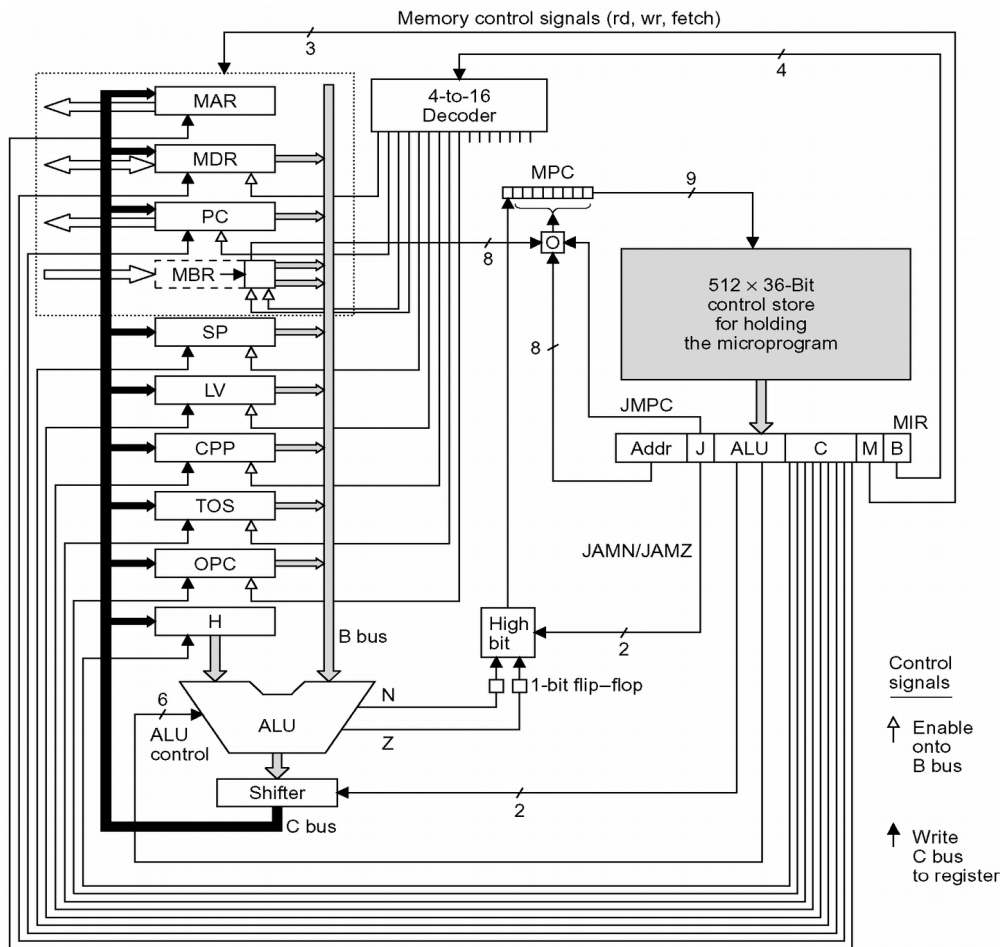 Memory control signals (rd, wr, fetch)
3
4
MAR
4-to-16
Decoder
MDR
MPC
9
PC
8
MBR
512 × 36-Bit
control store
for holding
the microprogram
SP
8
LV
JMPC
MIR
Addr J ALU C M B
CPP
TOS
JAMN/JAMZ
OPC
H
High
bit
B bus
2
Control
signals
1-bit flip–flop
N
6
ALU
control
ALU
Z
Enable
onto
B bus
Shifter
2
C bus
Write
C bus
to register